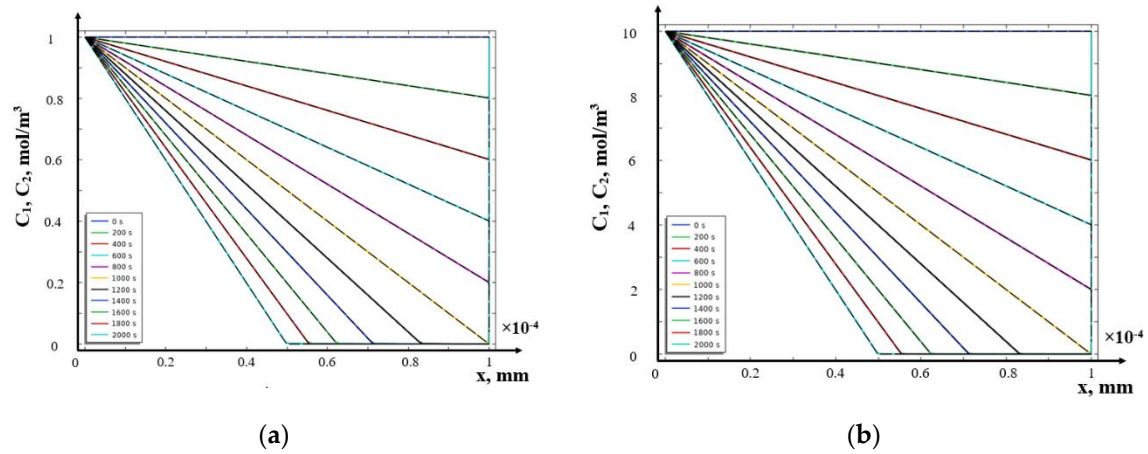 C₁, C₂, mol/m³
1
0.8
0.6
0.4
0.2
0
0 s
200 s
400 s
600 s
800 s
1000 s
1200 s
1400 s
1600 s
1800 s
2000 s
0 0.2 0.4 0.6 0.8 1
×10⁻⁴
x, mm
(a)
C₁, C₂, mol/m³
10
8
6
4
2
0
0 s
200 s
400 s
600 s
800 s
1000 s
1200 s
1400 s
1600 s
1800 s
2000 s
0 0.2 0.4 0.6 0.8 1
×10⁻⁴
x, mm
(b)